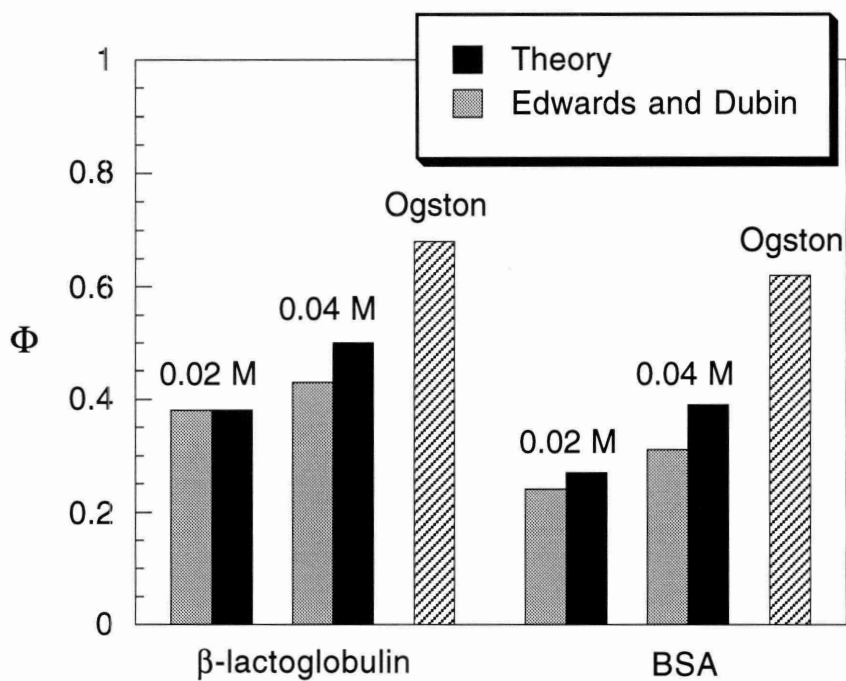 1
Theory
Edwards and Dubin
0.8
Ogston
Ogston
0.6
0.04 M
Φ
0.02 M
0.04 M
0.4
0.02 M
0.2
0
β-lactoglobulin
BSA